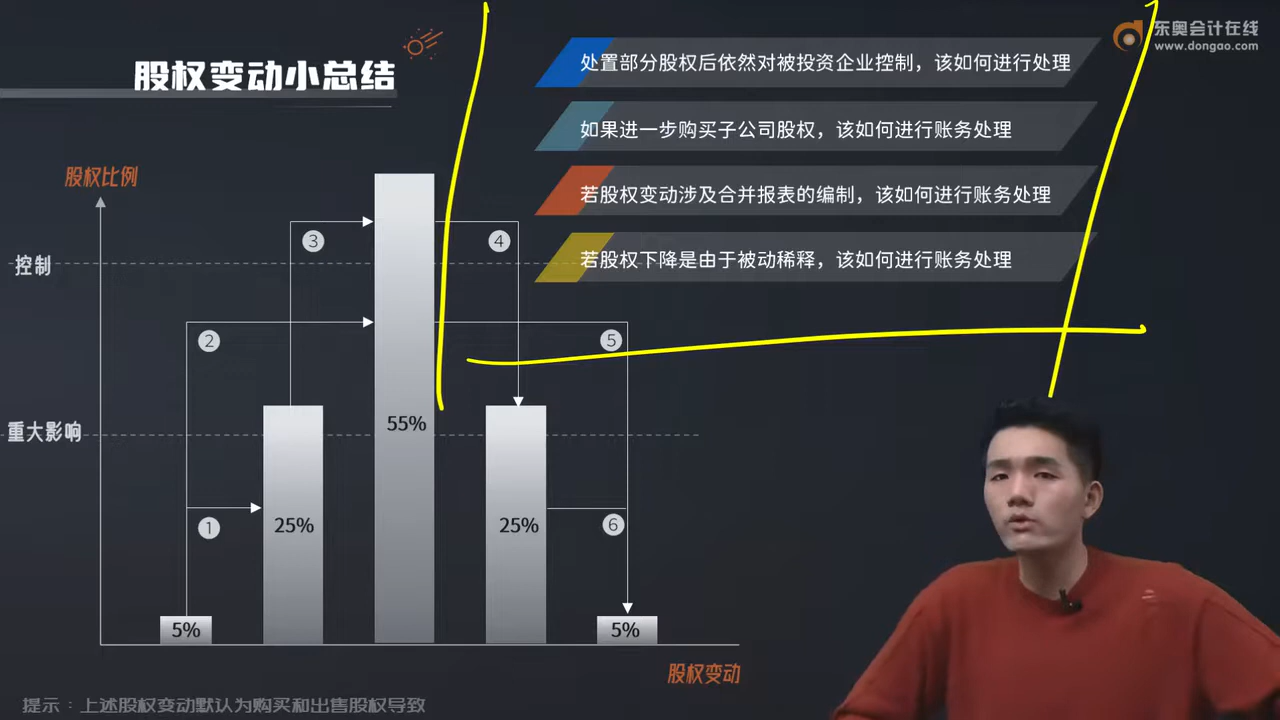 股权变动小总结
东奥会计在线
www.dongao.com
处置部分股权后依然对被投资企业控制，该如何进行处理
如果进一步购买子公司股权，该如何进行账务处理
若股权变动涉及合并报表的编制，该如何进行账务处理
若股权下降是由于被动稀释，该如何进行账务处理
股权比例
控制
重大影响
3
4
2
5
1
6
5%
25%
55%
25%
5%
股权变动
提示：上述股权变动默认为购买和出售股权导致